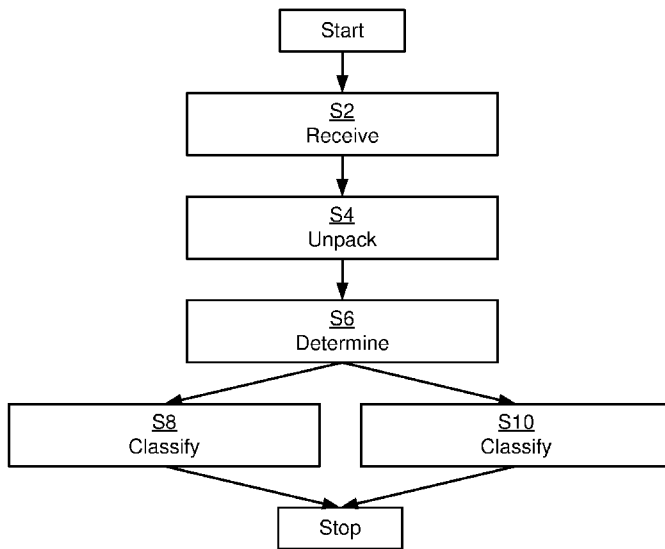 Start
S2
Receive
S4
Unpack
S6
Determine
S8
Classify
S10
Classify
Stop